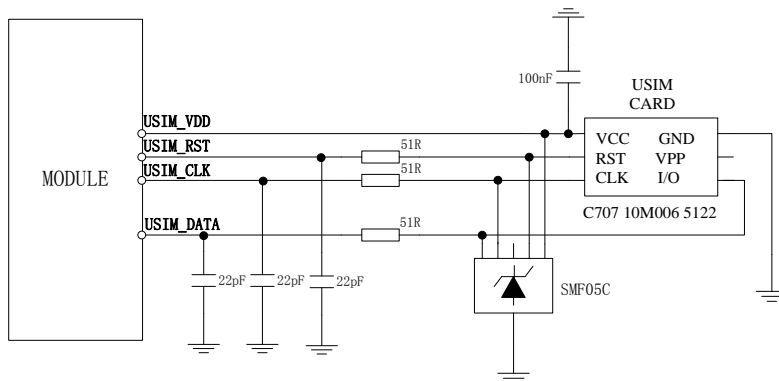 100nF
USIM
CARD
USIM_VDD
VCC GND
USIM_RST
51R
RST VPP
USIM_CLK
51R
CLK I/O
MODULE
C707 10M006 5122
USIM_DATA
51R
22pF
22pF
22pF
SMF05C